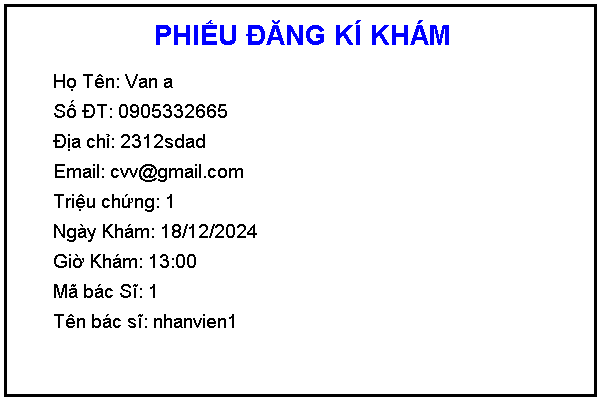 PHIẾU ĐĂNG KÍ KHÁM
Họ Tên: Van a
Số ĐT: 0905332665
Địa chỉ: 2312sdad
Email: cvv@gmail.com
Triệu chứng: 1
Ngày Khám: 18/12/2024
Giờ Khám: 13:00
Mã bác Sĩ: 1
Tên bác sĩ: nhanvien1